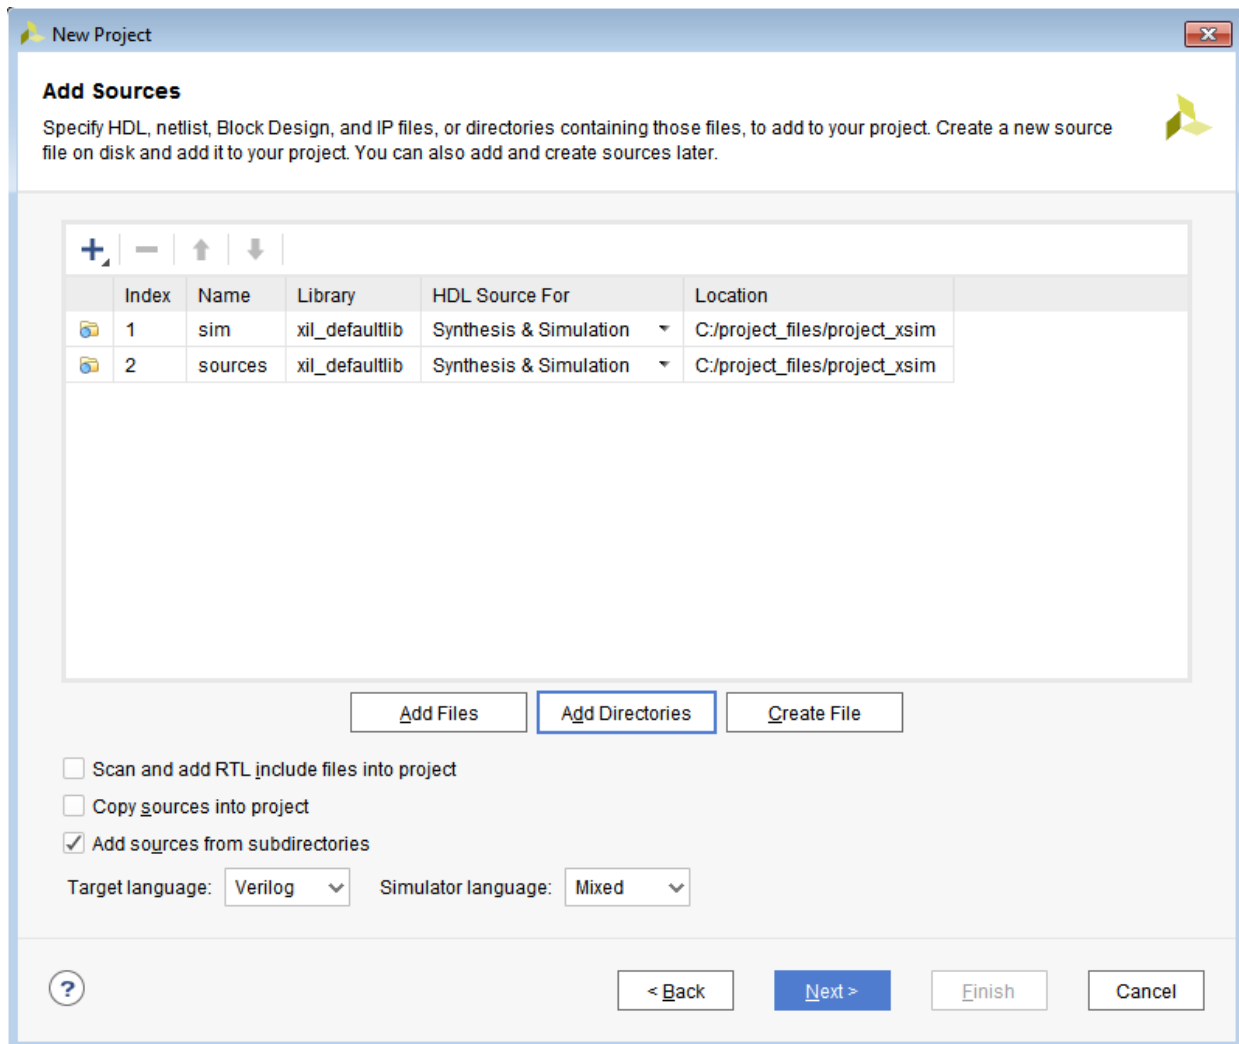 New Project
Add Sources
Specify HDL, netlist, Block Design, and IP files, or directories containing those files, to add to your project. Create a new source
file on disk and add it to your project. You can also add and create sources later.
Index Name Library HDL Source For Location
1 sim xil_defaultlib Synthesis & Simulation C:/project_files/project_xsim
2 sources xil_defaultlib Synthesis & Simulation C:/project_files/project_xsim
Add Files Add Directories Create File
Scan and add RTL include files into project
Copy sources into project
Add sources from subdirectories
Target language: Verilog Simulator language: Mixed
? < Back Next > Finish Cancel